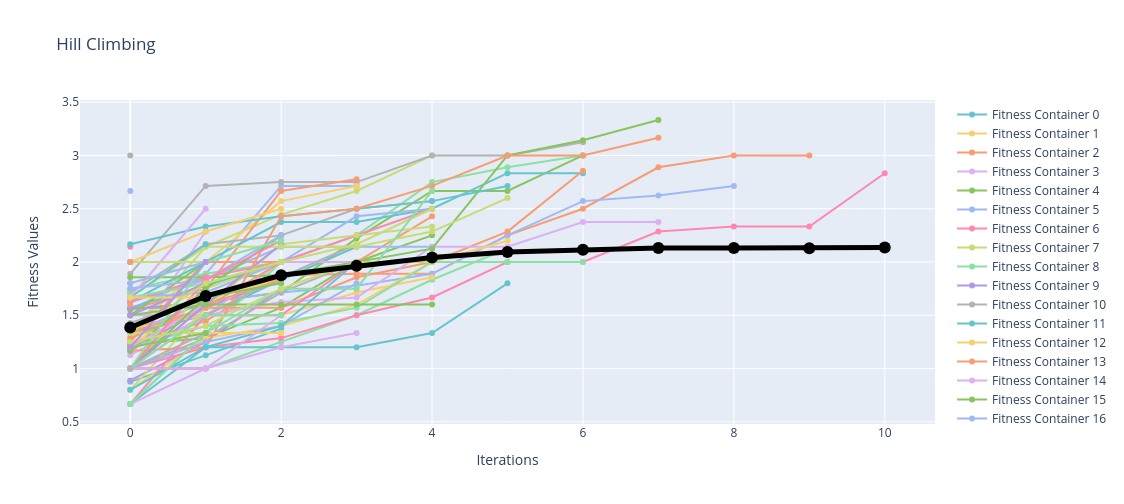 Hill Climbing
Fitness Values
3.5
3
2.5
2
1.5
1
0.5
0
2
4
6
8
10
Iterations
Fitness Container 0
Fitness Container 1
Fitness Container 2
Fitness Container 3
Fitness Container 4
Fitness Container 5
Fitness Container 6
Fitness Container 7
Fitness Container 8
Fitness Container 9
Fitness Container 10
Fitness Container 11
Fitness Container 12
Fitness Container 13
Fitness Container 14
Fitness Container 15
Fitness Container 16